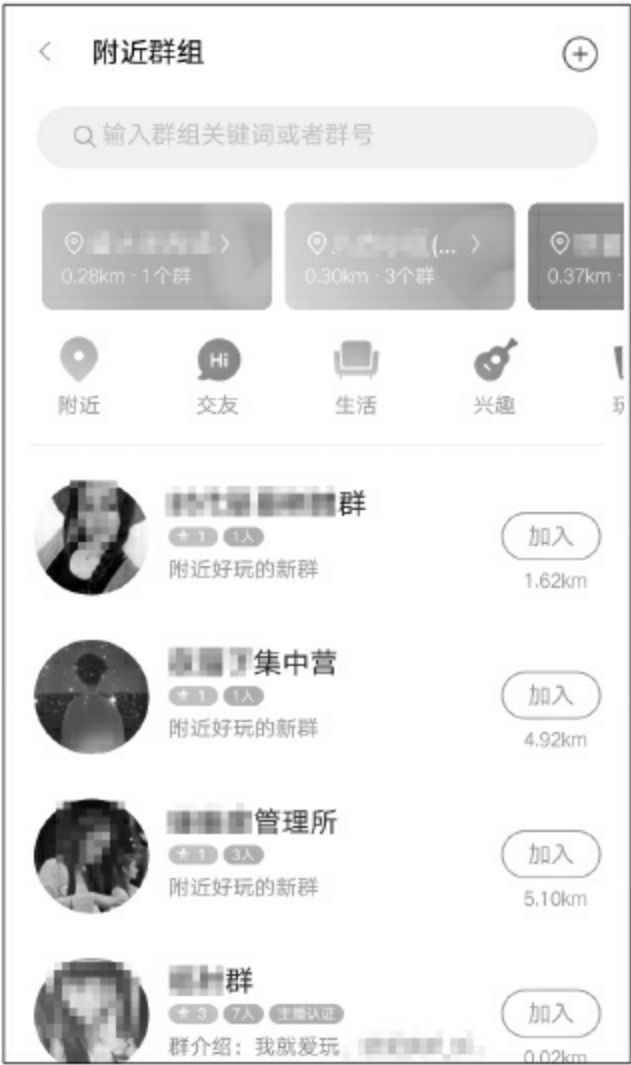 附近群组
输入群组关键词或者群号
(...
0.28km · 1个群
0.30km · 3个群
0.37km ·
Hi
附近
交友
生活
兴趣
群
1
1人
加入
附近好玩的新群
1.62km
集中营
1
1人
加入
附近好玩的新群
4.92km
管理所
1
3人
加入
附近好玩的新群
5.10km
群
3
7人
主播认证
加入
群介绍：我就爱玩
0.02km